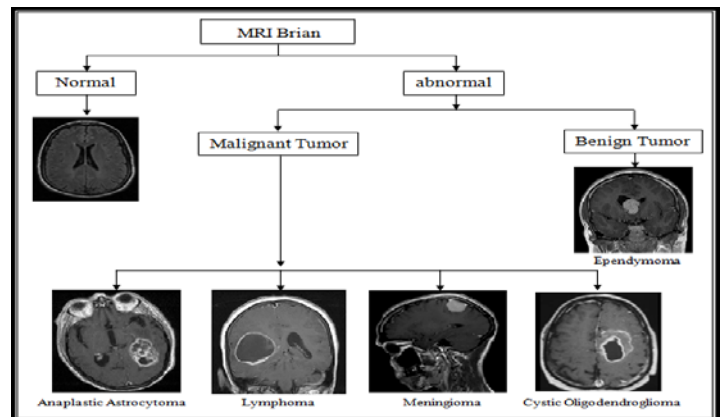 MRI Brian
Normal
abnormal
Malignant Tumor
Benign Tumor
Ependymoma
Anaplastic Astrocytoma
Lymphoma
Meningioma
Cystic Oligodendroglioma